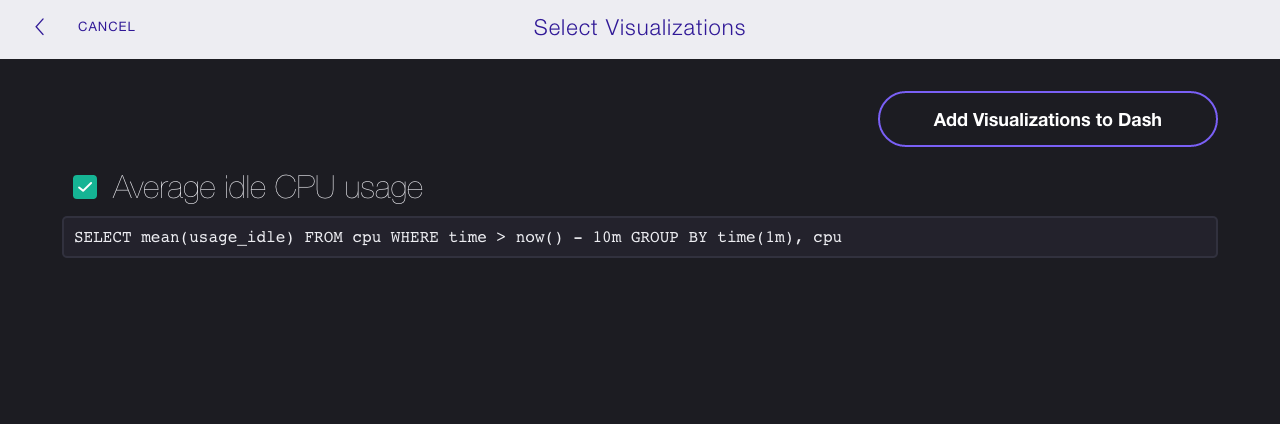 CANCEL
Select Visualizations
Add Visualizations to Dash
Average idle CPU usage
SELECT mean(usage_idle) FROM cpu WHERE time > now() - 10m GROUP BY time(1m), cpu